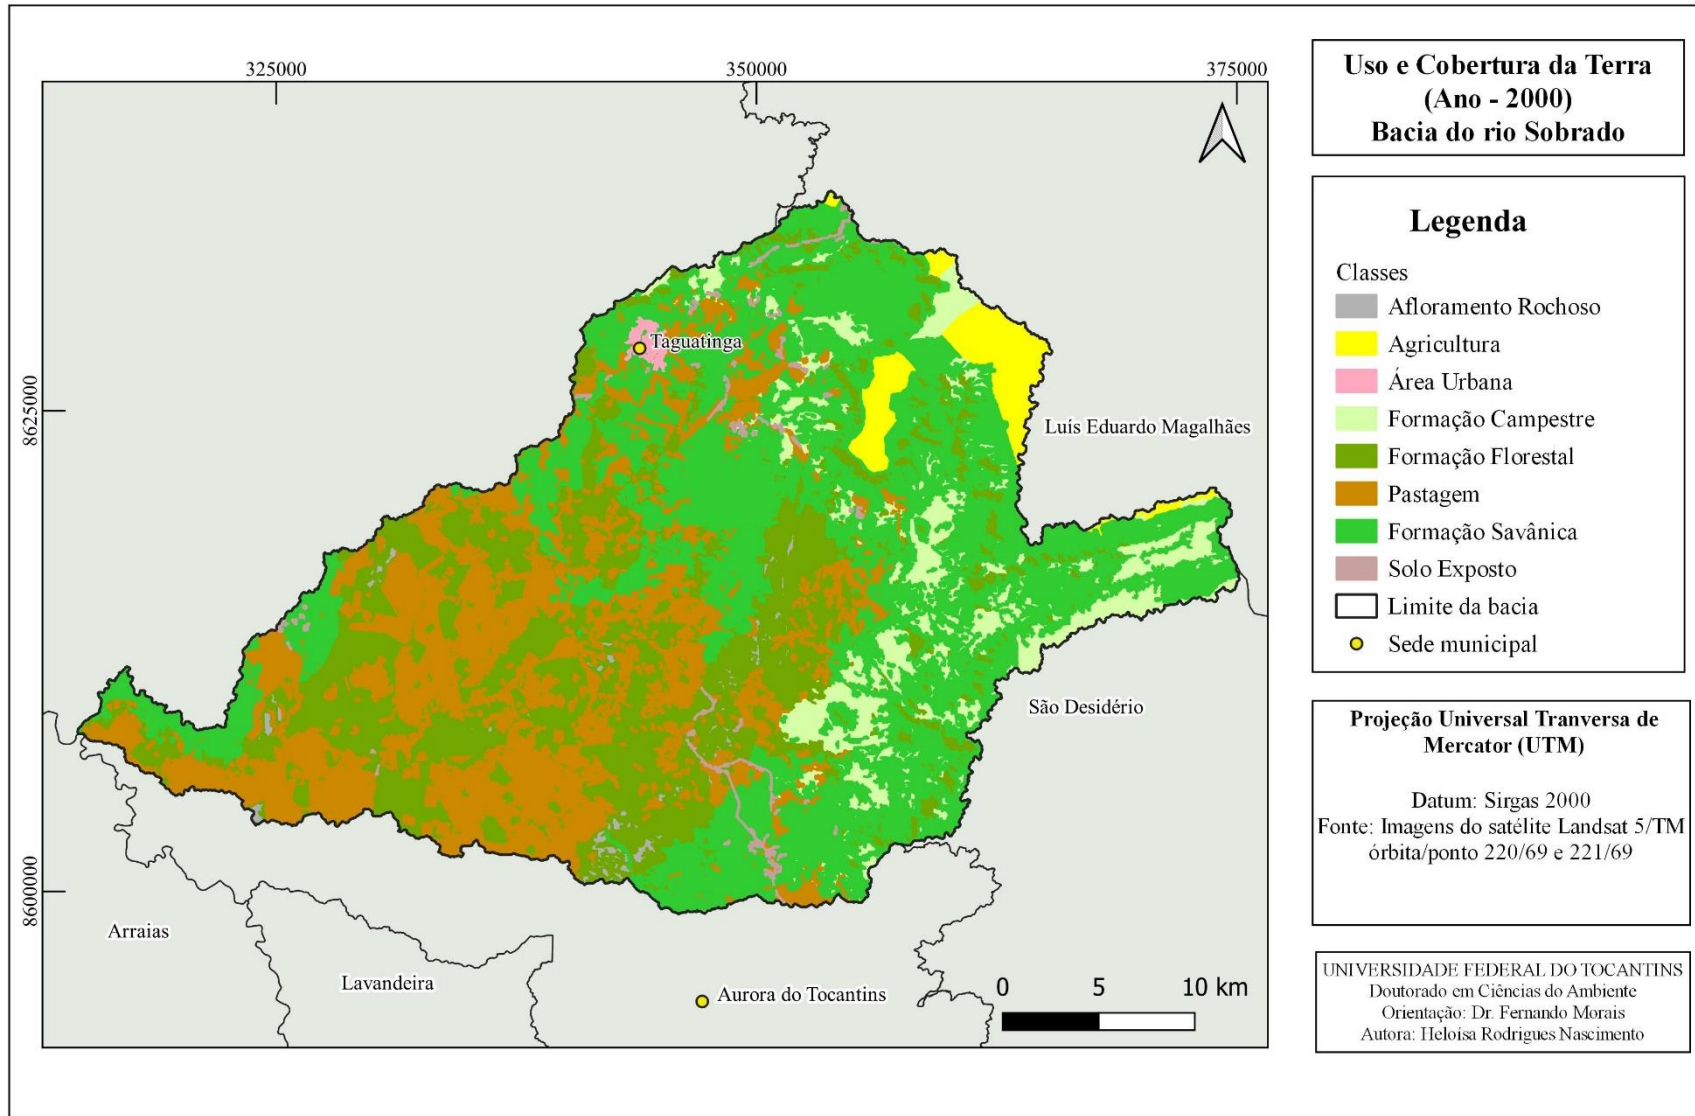 325000
350000
375000
8625000
8600000
Taguatinga
Luís Eduardo Magalhães
São Desidério
Arraias
Lavandeira
Aurora do Tocantins
0 5 10 km
Uso e Cobertura da Terra
(Ano - 2000)
Bacia do rio Sobrado
Legenda
Classes
Afloramento Rochoso
Agricultura
Área Urbana
Formação Campestre
Formação Florestal
Pastagem
Formação Savânica
Solo Exposto
Limite da bacia
Sede municipal
Projeção Universal Tranversa de
Mercator (UTM)
Datum: Sirgas 2000
Fonte: Imagens do satélite Landsat 5/TM
órbita/ponto 220/69 e 221/69
UNIVERSIDADE FEDERAL DO TOCANTINS
Doutorado em Ciências do Ambiente
Orientação: Dr. Fernando Morais
Autora: Heloísa Rodrigues Nascimento